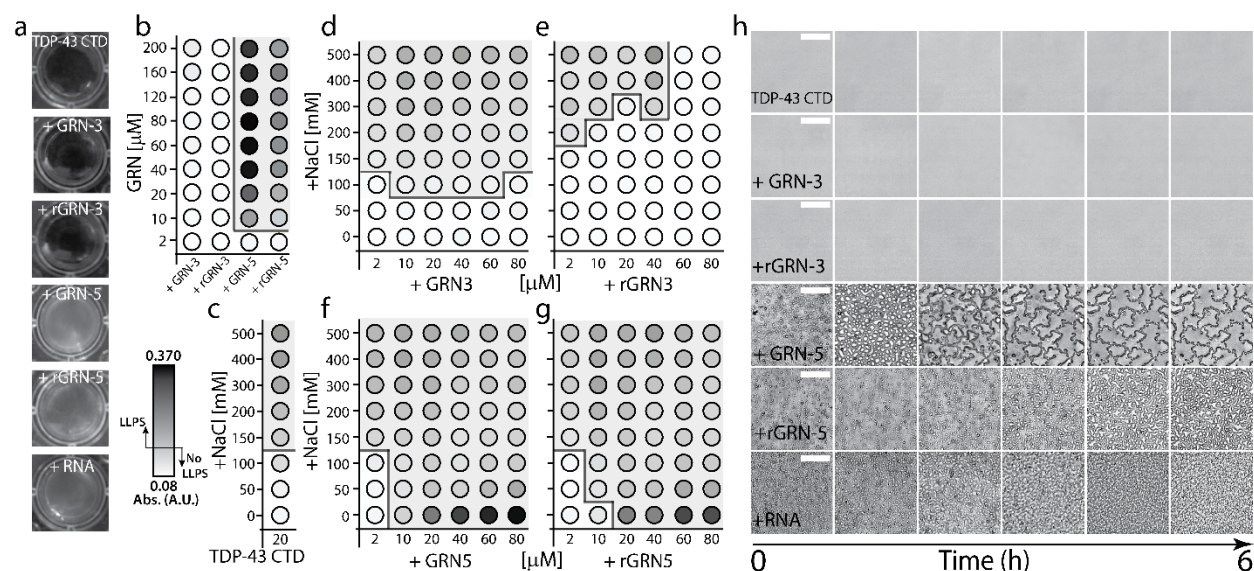 a
TDP-43 CTD
+ GRN-3
+ rGRN-3
+ GRN-5
+ rGRN-5
+ RNA
b
GRN [µM]
200
160
120
80
60
40
20
10
2
+ GRN-3
+ rGRN-3
+ GRN-5
+ rGRN-5
0.370
LLPS
No
LLPS
0.08
Abs. (A.U.)
c
+NaCl [mM]
500
400
300
200
150
100
50
0
20
TDP-43 CTD
d
+NaCl [mM]
500
400
300
200
150
100
50
0
2 10 20 40 60 80
+ GRN3
[µM]
e
2 10 20 40 60 80
+ rGRN3
f
+NaCl [mM]
500
400
300
200
150
100
50
0
2 10 20 40 60 80
+ GRN5
[µM]
g
2 10 20 40 60 80
+ rGRN5
h
TDP-43 CTD
+ GRN-3
+rGRN-3
+ GRN-5
+rGRN-5
+RNA
0 Time (h) 6